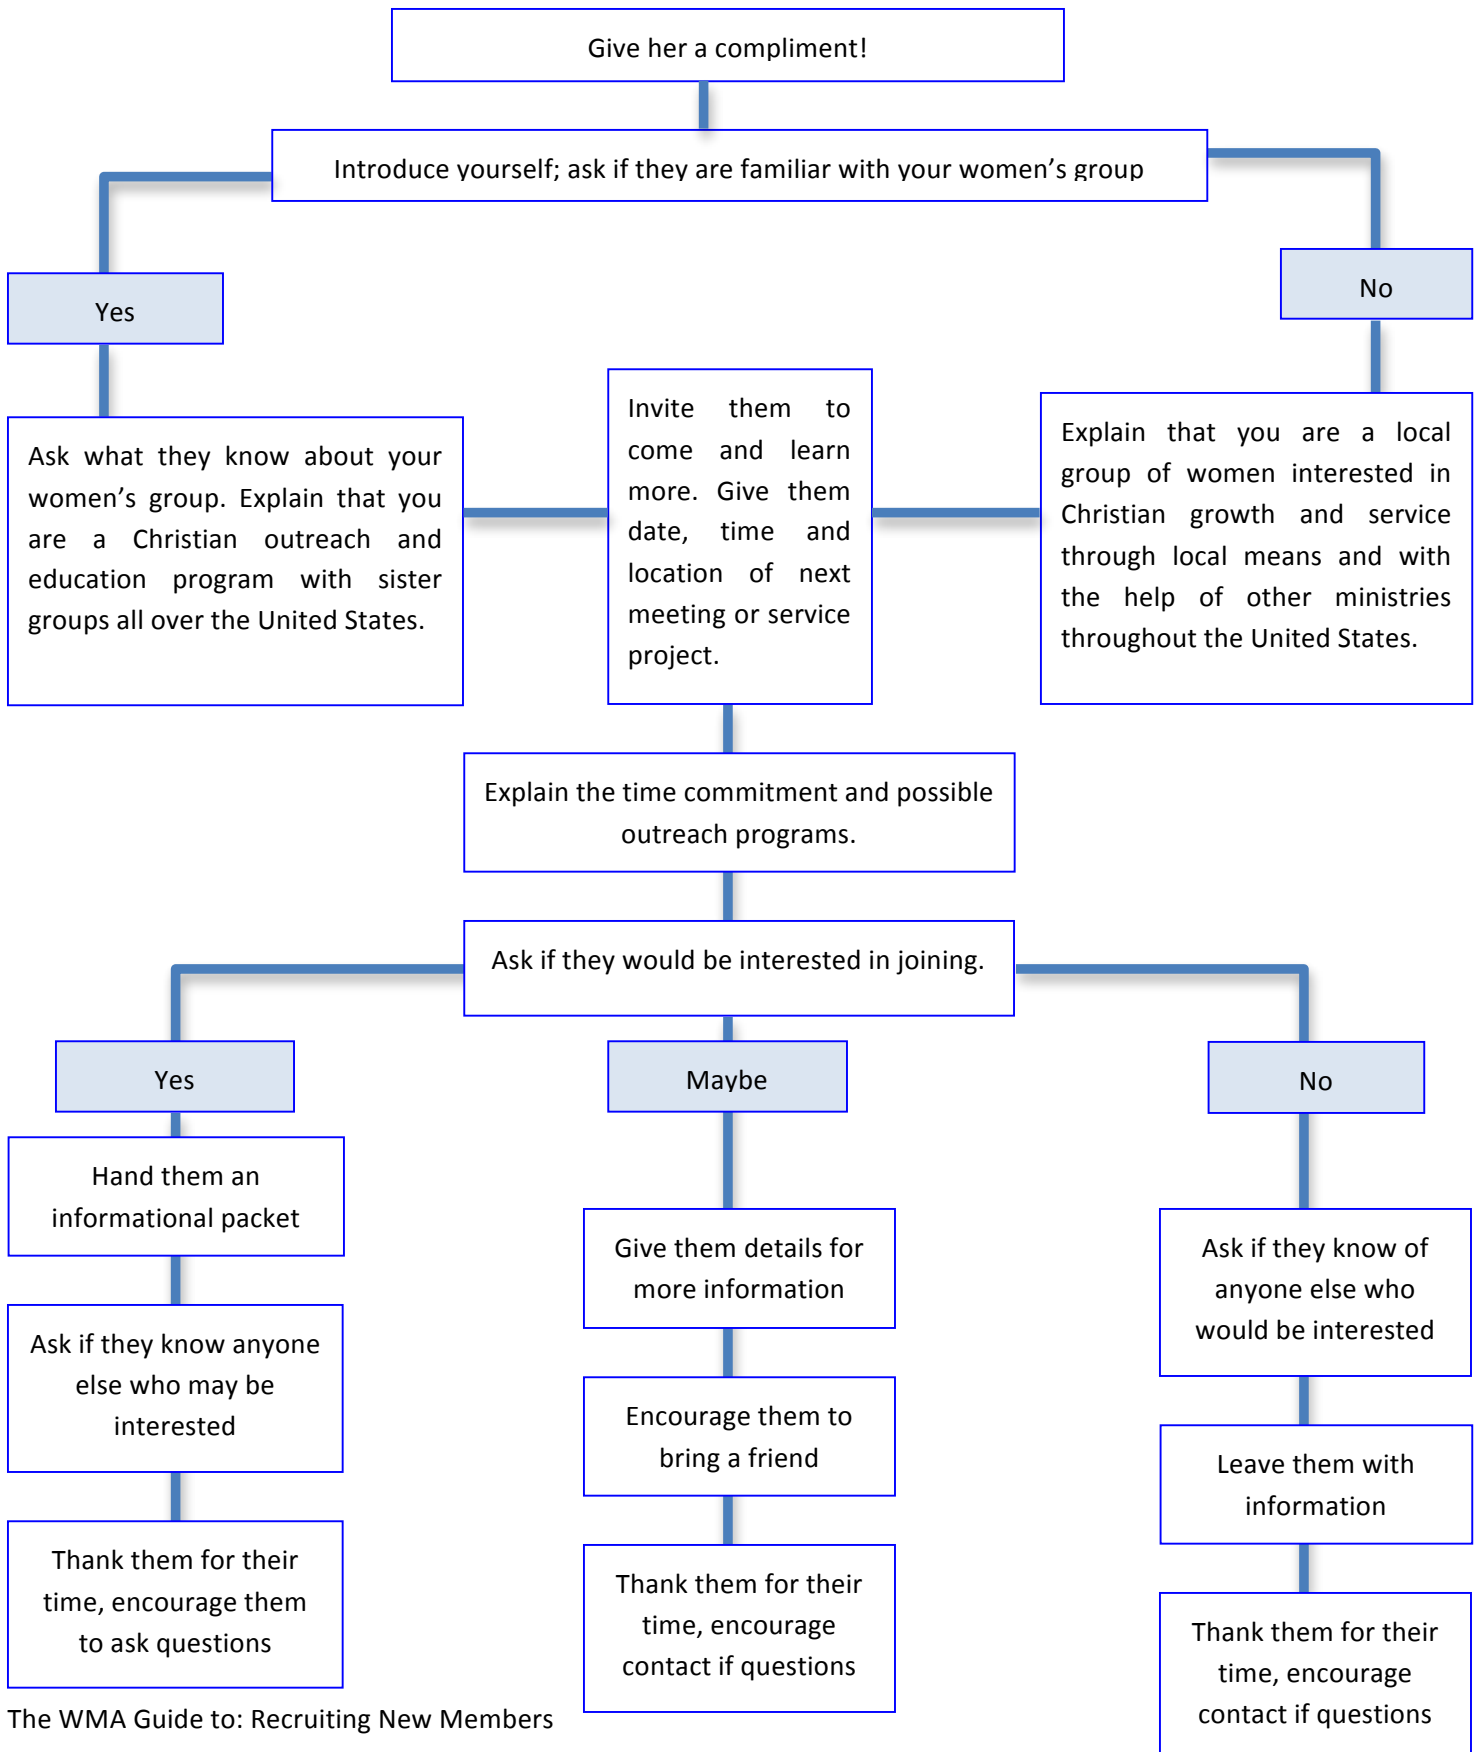 Give her a compliment!
Introduce yourself; ask if they are familiar with your women’s group
Yes
No
Ask what they know about your
women’s group. Explain that you
are a Christian outreach and
education program with sister
groups all over the United States.
Invite them to
come and learn
more. Give them
date, time and
location of next
meeting or service
project.
Explain that you are a local
group of women interested in
Christian growth and service
through local means and with
the help of other ministries
throughout the United States.
Explain the time commitment and possible
outreach programs.
Ask if they would be interested in joining.
Yes
Maybe
No
Hand them an
informational packet
Ask if they know anyone
else who may be
interested
Thank them for their
time, encourage them
to ask questions
Give them details for
more information
Encourage them to
bring a friend
Thank them for their
time, encourage
contact if questions
Ask if they know of
anyone else who
would be interested
Leave them with
information
Thank them for their
time, encourage
contact if questions
The WMA Guide to: Recruiting New Members